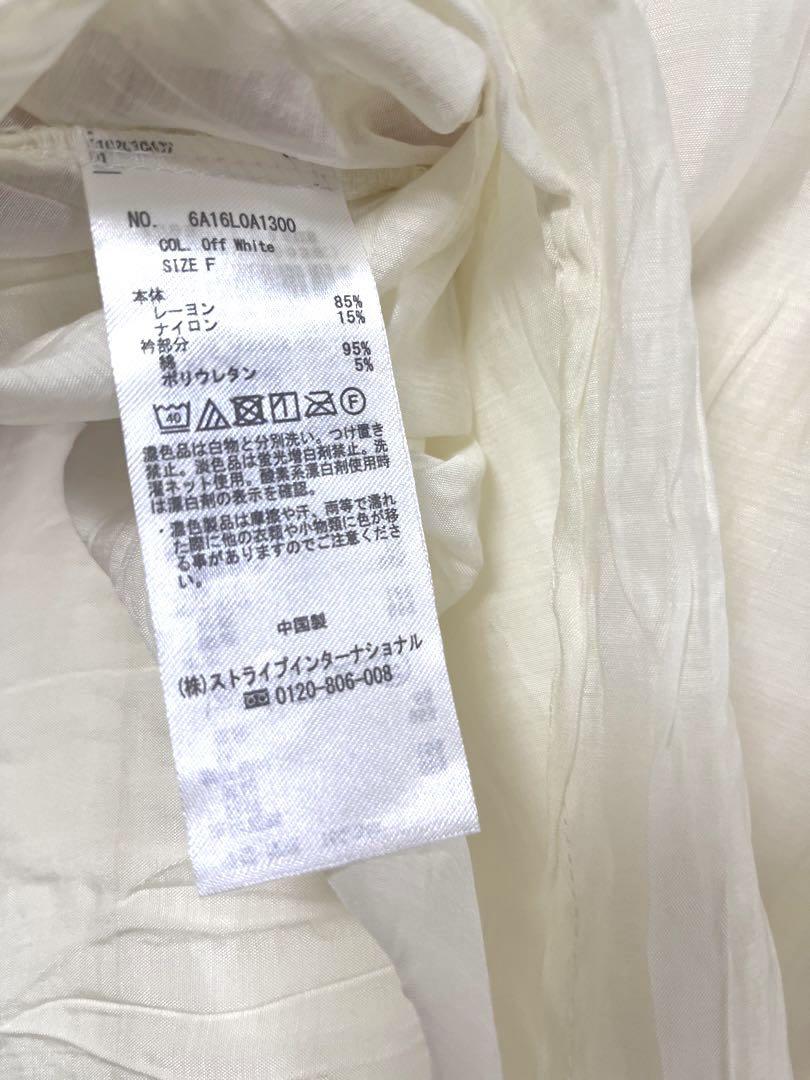 NO. 6A16L0A1300
COL. Off White
SIZE F
本体
レーヨン 85%
ナイロン 15%
衿部分
綿 95%
ポリウレタン 5%
40 F
濃色品は白物と分別洗い。つけ置き
禁止。淡色品は蛍光増白剤禁止。洗
濯ネット使用。酸素系漂白剤使用時
は漂白剤の表示を確認。
・濃色製品は摩擦や汗、雨等で濡れ
た際に他の衣類や小物類に色が移
る事がありますのでご注意くださ
い。
中国製
(株)ストライプインターナショナル
0120-806-008